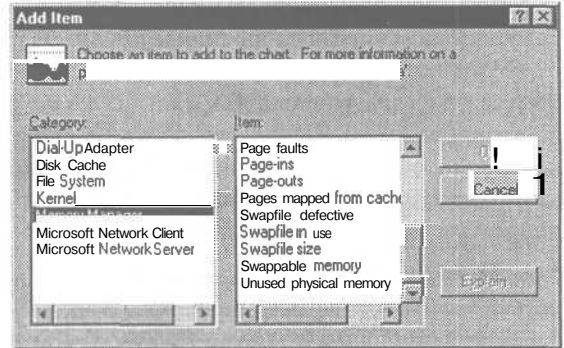 Add Item
Choose an item to add to the chart. For more information on a
p
Category:
Item:
Dial-Up Adapter
Disk Cache
File System
Kernel
Memory Manager
Microsoft Network Client
Microsoft Network Server
Page faults
Page-ins
Page-outs
Pages mapped from cache
Swapfile defective
Swapfile in use
Swapfile size
Swappable memory
Unused physical memory
Cancel
Explain